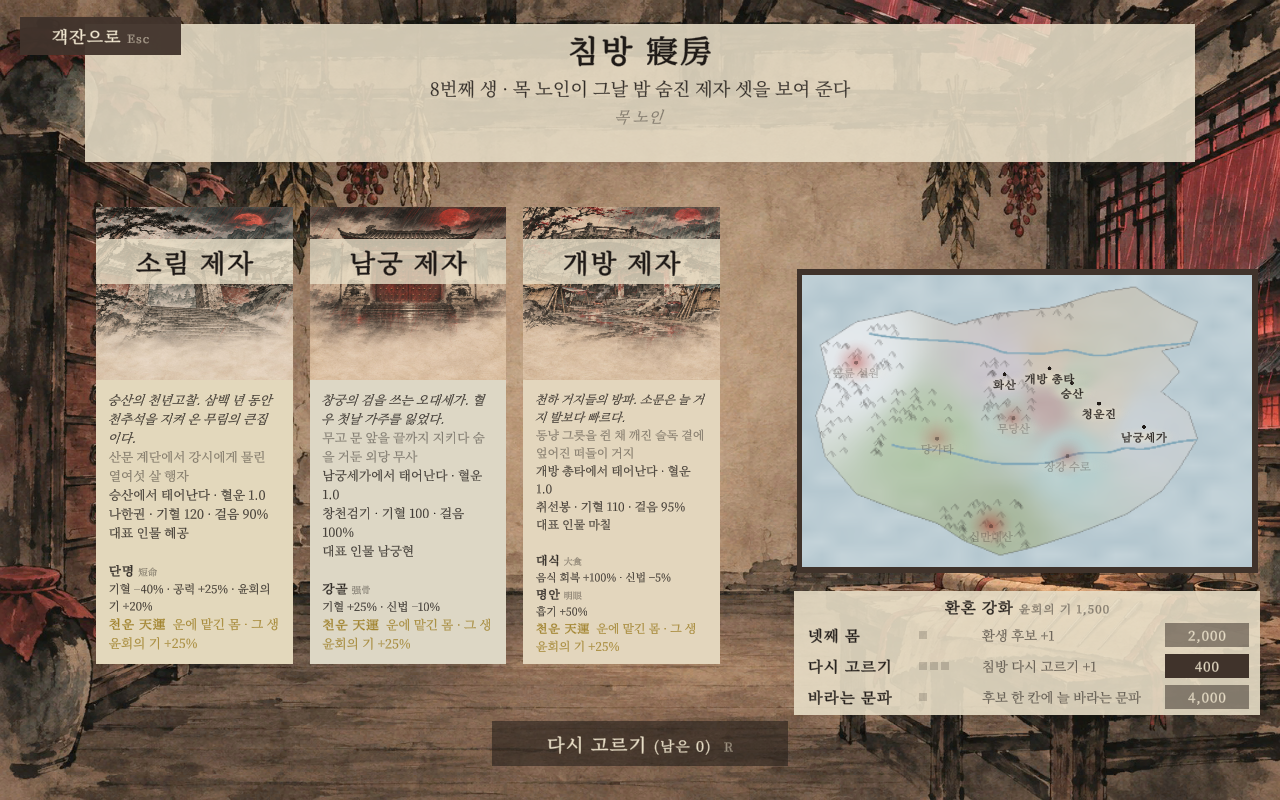 객잔으로 Esc
침방 寢房
8번째 생 · 목 노인이 그날 밤 숨진 제자 셋을 보여 준다
목 노인
소림 제자
숭산의 천년고찰. 삼백 년 동안
천추석을 지켜 온 무림의 큰집
이다.
산문 계단에서 강시에게 물린
열여섯 살 행자
숭산에서 태어난다 · 혈운 1.0
나한권 · 기혈 120 · 걸음 90%
대표 인물 혜공
단명 短命
기혈 −40% · 공력 +25% · 윤회의
기 +20%
천운 天運 운에 맡긴 몸 · 그 생
윤회의 기 +25%
남궁 제자
창궁의 검을 쓰는 오대세가. 혈
우 첫날 가주를 잃었다.
무고 문 앞을 끝까지 지키다 숨
을 거둔 외당 무사
남궁세가에서 태어난다 · 혈운
1.0
창천검기 · 기혈 100 · 걸음
100%
대표 인물 남궁현
강골 强骨
기혈 +25% · 신법 −10%
천운 天運 운에 맡긴 몸 · 그 생
윤회의 기 +25%
개방 제자
천하 거지들의 방파. 소문은 늘 거
지 발보다 빠르다.
동냥 그릇을 쥔 채 깨진 술독 곁에
엎어진 떠돌이 거지
개방 총타에서 태어난다 · 혈운
1.0
취선봉 · 기혈 110 · 걸음 95%
대표 인물 마칠
대식 大食
음식 회복 +100% · 신법 −5%
명안 明眼
흡기 +50%
천운 天運 운에 맡긴 몸 · 그 생
윤회의 기 +25%
화산
개방 총타
숭산
청운진
무당산
남궁세가
당가타
장강 수로
십만대산
환혼 강화 윤회의 기 1,500
넷째 몸 환생 후보 +1 2,000
다시 고르기 침방 다시 고르기 +1 400
바라는 문파 후보 한 칸에 늘 바라는 문파 4,000
다시 고르기 (남은 0) R